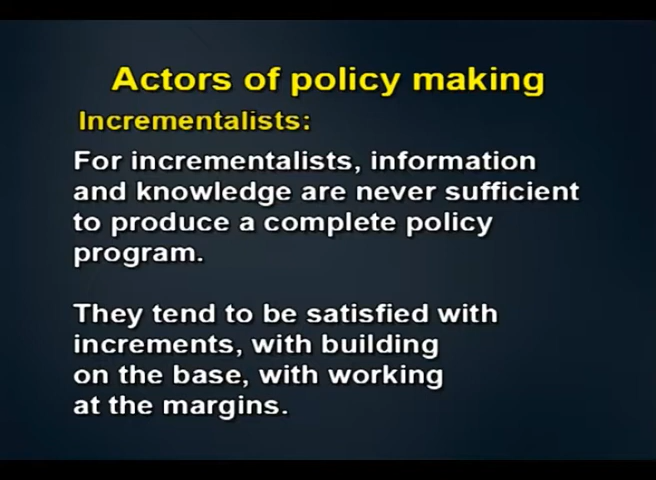 Actors of policy making
Incrementalists:
For incrementalists, information
and knowledge are never sufficient
to produce a complete policy
program.
They tend to be satisfied with
increments, with building
on the base, with working
at the margins.